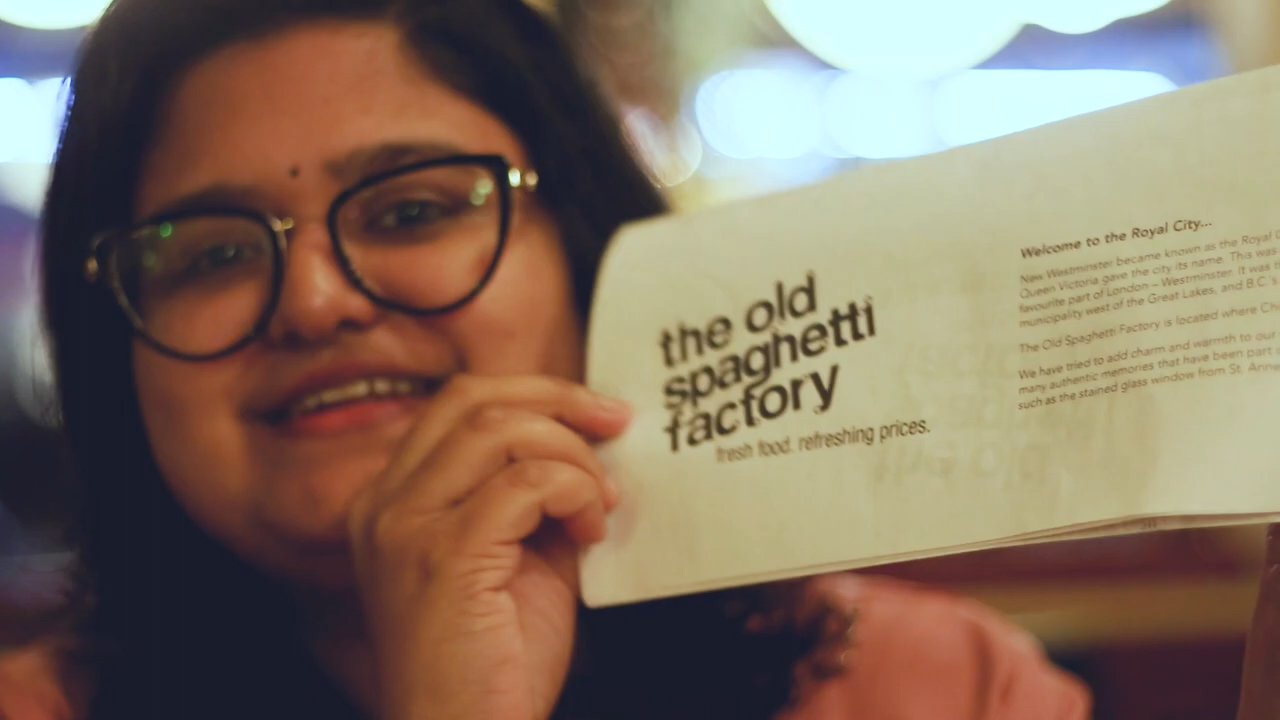 the old
spaghetti
factory
fresh food. refreshing prices.
Welcome to the Royal City...
New Westminster became known as the Royal
Queen Victoria gave the city its name. This was
favourite part of London – Westminster. It was
municipality west of the Great Lakes, and B.C.'s
The Old Spaghetti Factory is located where
We have tried to add charm and warmth to our
many authentic memories that have been part
such as the stained glass window from St.